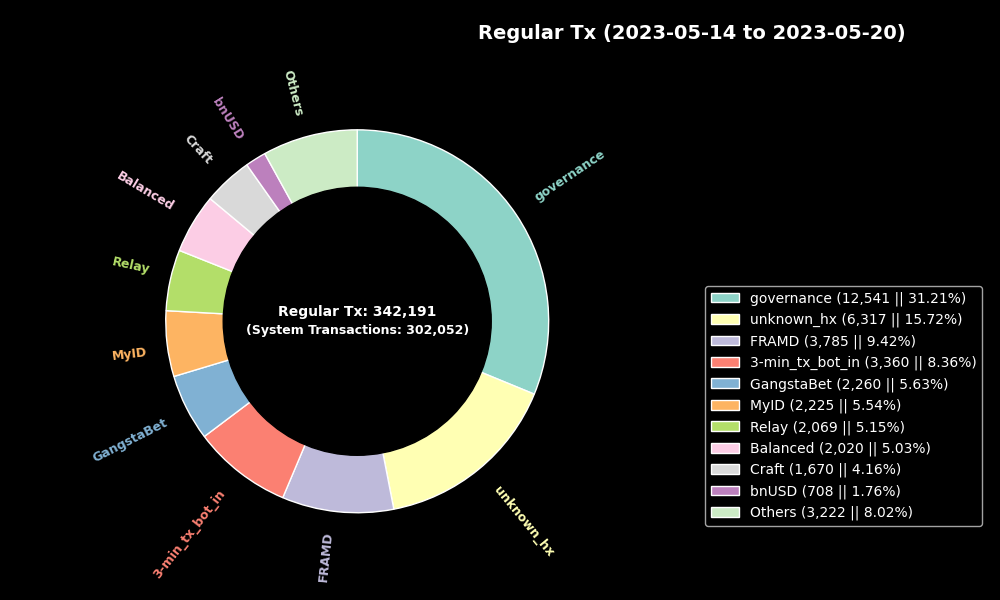 Regular Tx (2023-05-14 to 2023-05-20)
Others
bnUSD
Craft
Balanced
Relay
MyID
GangstaBet
3-min_tx_bot_in
FRAMD
unknown_hx
governance
Regular Tx: 342,191
(System Transactions: 302,052)
governance (12,541 || 31.21%)
unknown_hx (6,317 || 15.72%)
FRAMD (3,785 || 9.42%)
3-min_tx_bot_in (3,360 || 8.36%)
GangstaBet (2,260 || 5.63%)
MyID (2,225 || 5.54%)
Relay (2,069 || 5.15%)
Balanced (2,020 || 5.03%)
Craft (1,670 || 4.16%)
bnUSD (708 || 1.76%)
Others (3,222 || 8.02%)